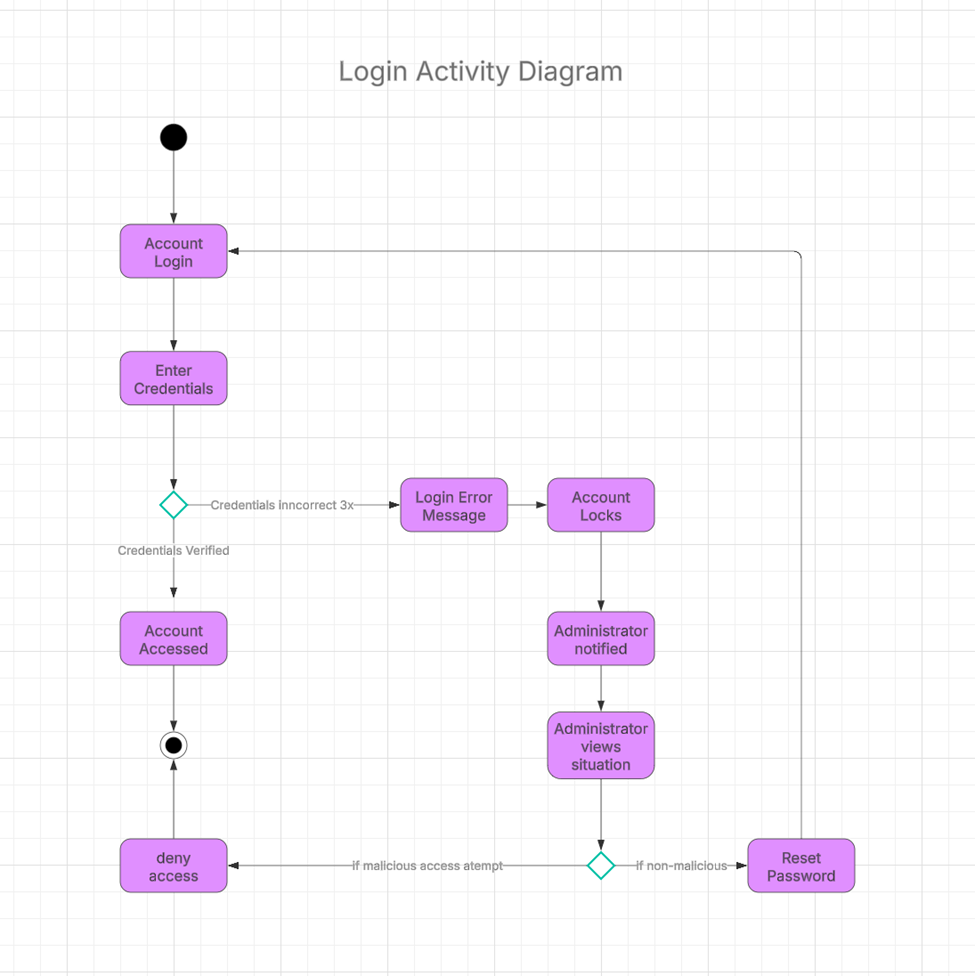 Login Activity Diagram
Account
Login
Enter
Credentials
Credentials inncorrect 3x
Login Error
Message
Account
Locks
Credentials Verified
Account
Accessed
Administrator
notified
Administrator
views
situation
deny
access
if malicious access atempt
if non-malicious
Reset
Password